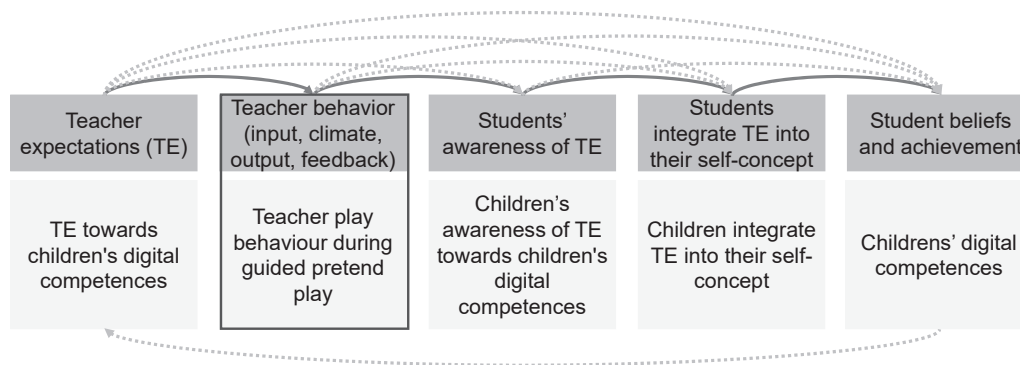 Teacher
expectations (TE)
Teacher behavior
(input, climate,
output, feedback)
Students’
awareness of TE
Students
integrate TE into
their self-concept
Student beliefs
and achievement
TE towards
children's digital
competences
Teacher play
behaviour during
guided pretend
play
Children’s
awareness of TE
towards children's
digital
competences
Children integrate
TE into their self-
concept
Childrens’ digital
competences